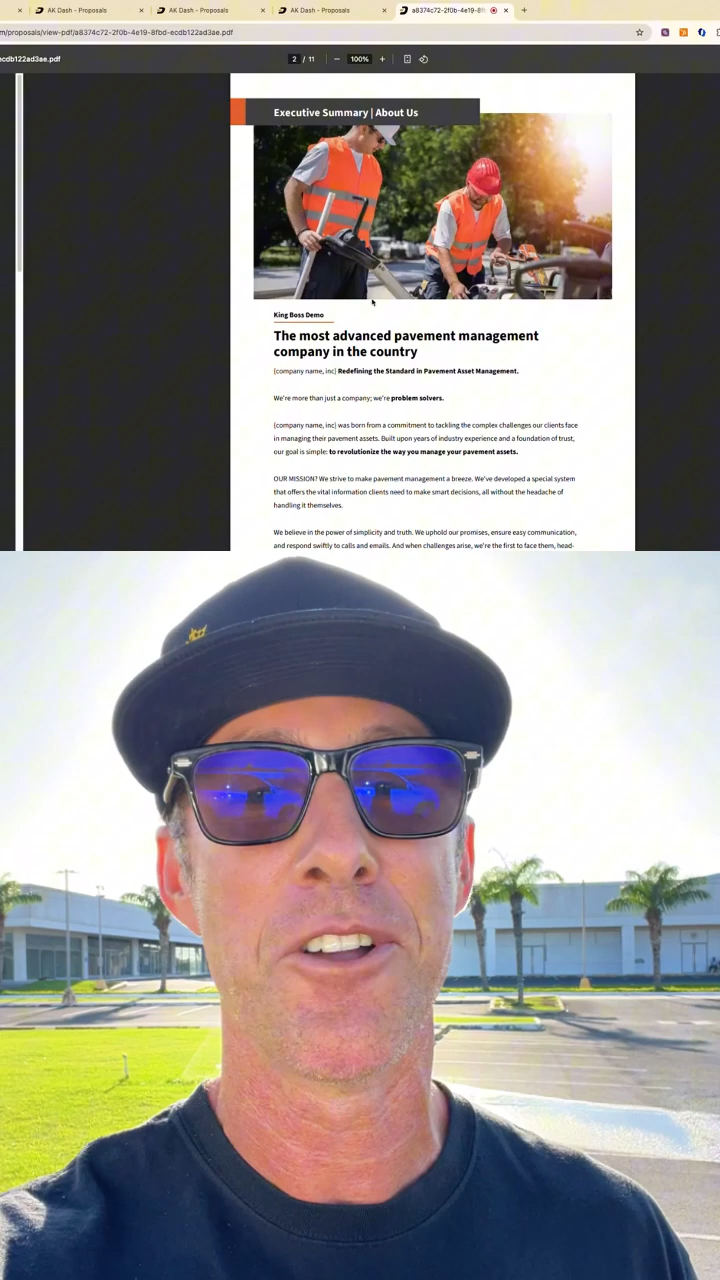 AK Dash - Proposals
AK Dash - Proposals
AK Dash - Proposals
a8374c72-2f0b-4e19-8f
m/proposals/view-pdf/a8374c72-2f0b-4e19-8fbd-ecdb122ad3ae.pdf
ecdb122ad3ae.pdf
2 / 11
100%
Executive Summary | About Us
King Boss Demo
The most advanced pavement management
company in the country
{company name, inc} Redefining the Standard in Pavement Asset Management.
We're more than just a company; we're problem solvers.
{company name, inc} was born from a commitment to tackling the complex challenges our clients face
in managing their pavement assets. Built upon years of industry experience and a foundation of trust,
our goal is simple: to revolutionize the way you manage your pavement assets.
OUR MISSION? We strive to make pavement management a breeze. We've developed a special system
that offers the vital information clients need to make smart decisions, all without the headache of
handling it themselves.
We believe in the power of simplicity and truth. We uphold our promises, ensure easy communication,
and respond swiftly to calls and emails. And when challenges arise, we're the first to face them, head-